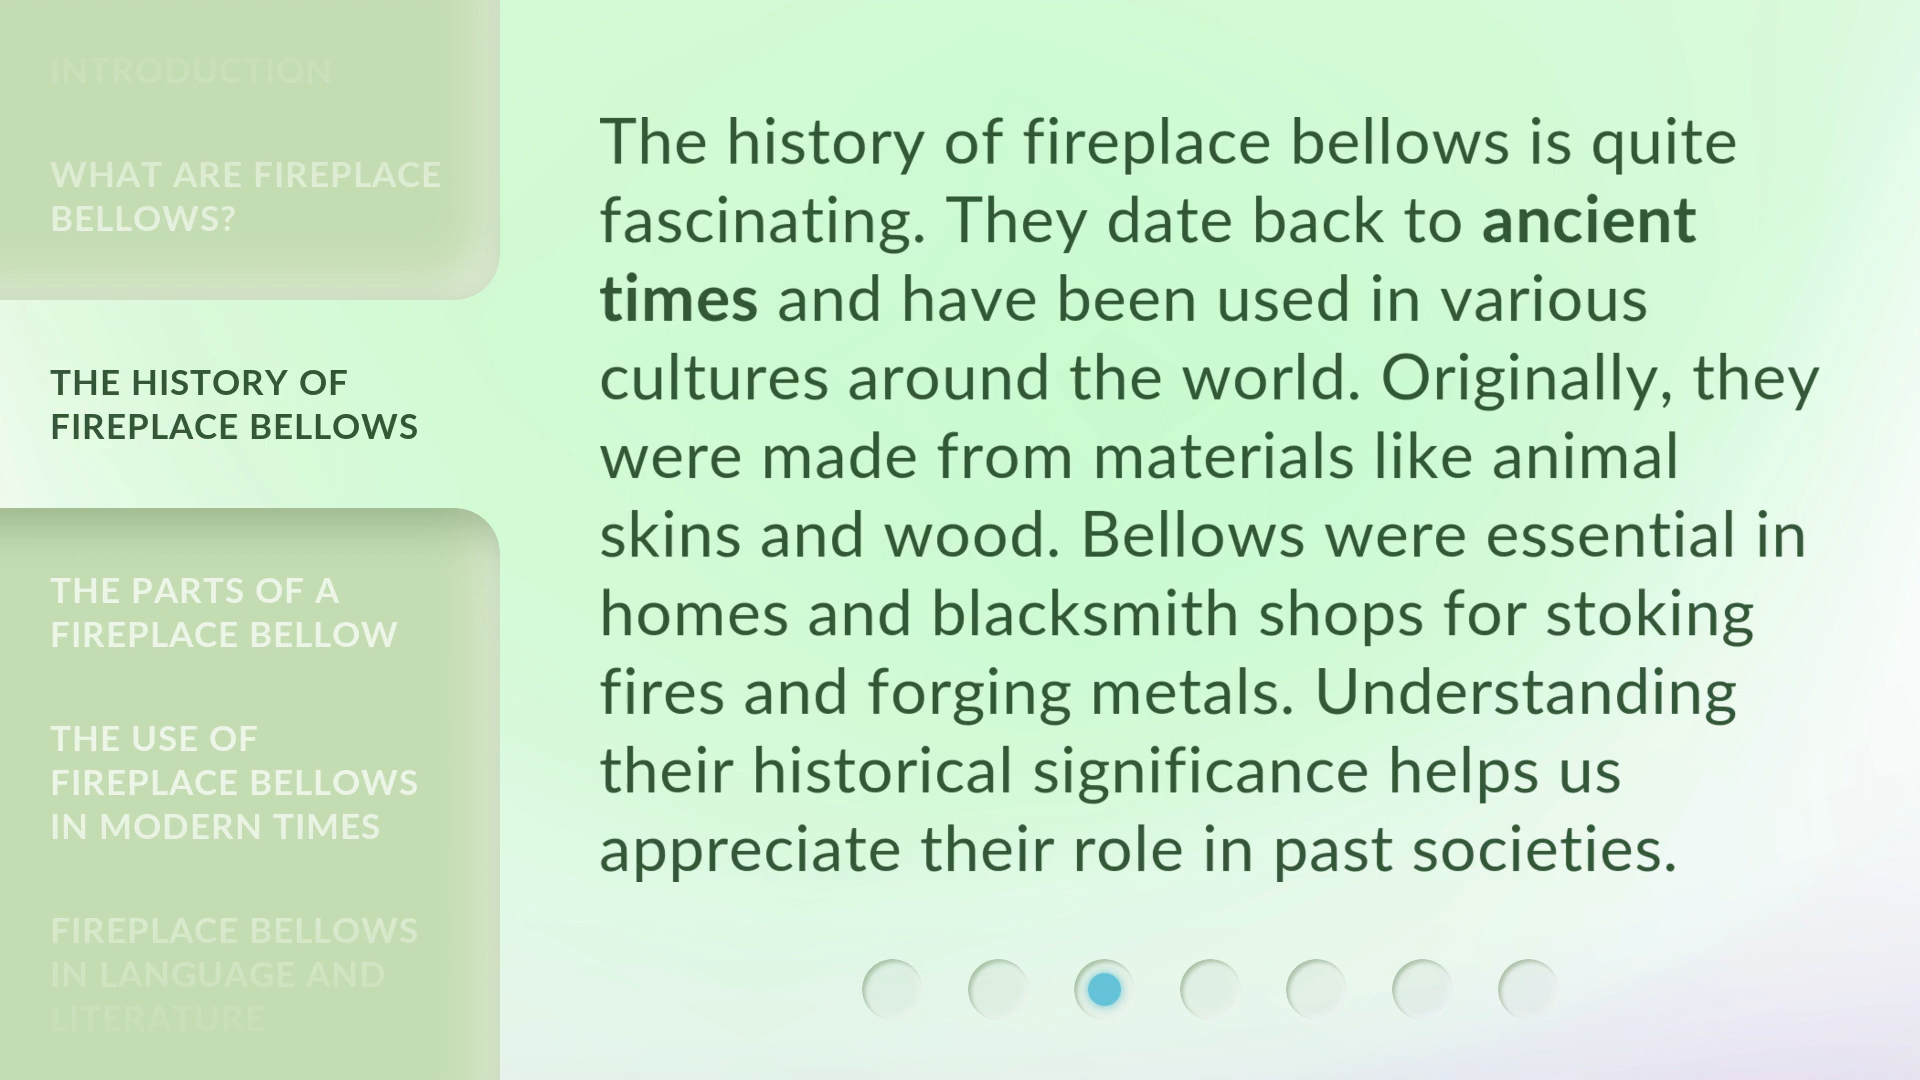 INTRODUCTION
WHAT ARE FIREPLACE
BELLOWS?
THE HISTORY OF
FIREPLACE BELLOWS
THE PARTS OF A
FIREPLACE BELLOW
THE USE OF
FIREPLACE BELLOWS
IN MODERN TIMES
FIREPLACE BELLOWS
IN LANGUAGE AND
LITERATURE
The history of fireplace bellows is quite
fascinating. They date back to ancient
times and have been used in various
cultures around the world. Originally, they
were made from materials like animal
skins and wood. Bellows were essential in
homes and blacksmith shops for stoking
fires and forging metals. Understanding
their historical significance helps us
appreciate their role in past societies.